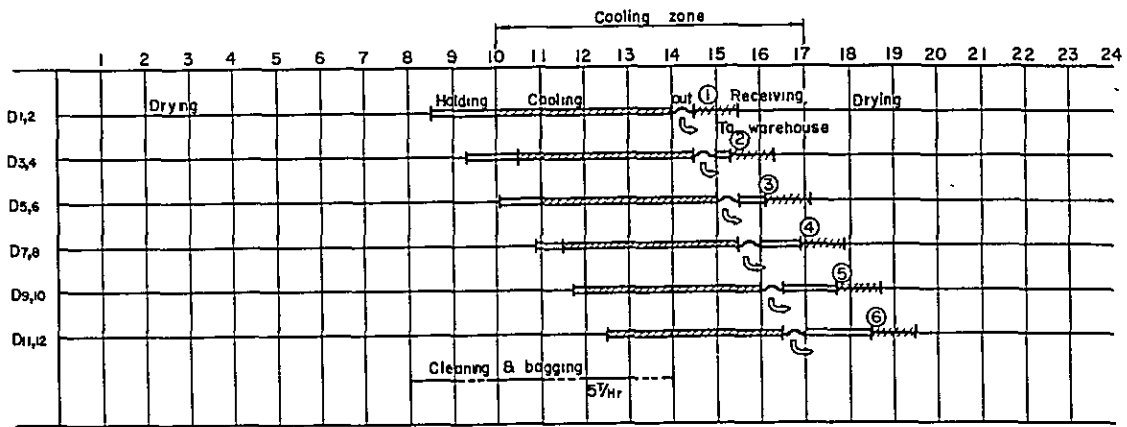 Cooling zone
1 2 3 4 5 6 7 8 9 10 11 12 13 14 15 16 17 18 19 20 21 22 23 24
Drying Holding Cooling out ① Receiving Drying
D1,2
To warehouse
②
D3,4
③
D5,6
④
D7,8
⑤
D9,10
⑥
D11,12
Cleaning & bagging
5T/Hr